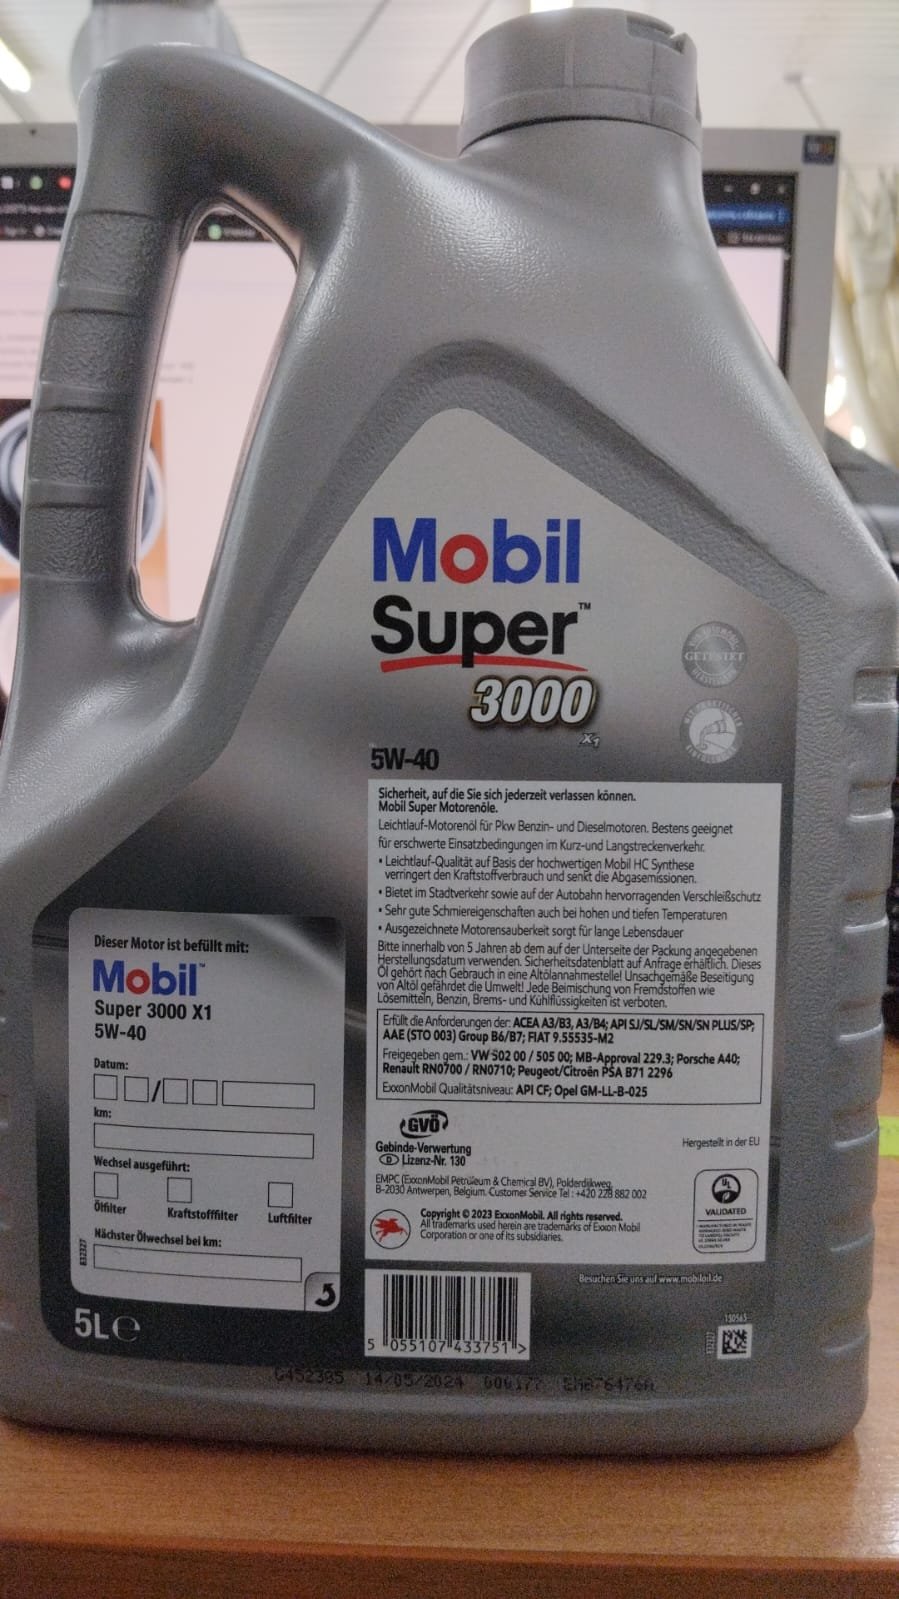 Mobil
Super™
3000
X1
5W-40
GETESTET
Sicherheit, auf die Sie sich jederzeit verlassen können.
Mobil Super Motorenöle.
Leichtlauf-Motorenöl für Pkw Benzin- und Dieselmotoren. Bestens geeignet
für erschwerte Einsatzbedingungen im Kurz- und Langstreckenverkehr.
• Leichtlauf-Qualität auf Basis der hochwertigen Mobil HC Synthese
verringert den Kraftstoffverbrauch und senkt die Abgasemissionen.
• Bietet im Stadtverkehr sowie auf der Autobahn hervorragenden Verschleißschutz
• Sehr gute Schmiereigenschaften auch bei hohen und tiefen Temperaturen
• Ausgezeichnete Motorensauberkeit sorgt für lange Lebensdauer
Bitte innerhalb von 5 Jahren ab dem auf der Unterseite der Packung angegebenen
Herstellungsdatum verwenden. Sicherheitsdatenblatt auf Anfrage erhältlich. Dieses
Öl gehört nach Gebrauch in eine Altölannahmestelle! Unsachgemäße Beseitigung
von Altöl gefährdet die Umwelt! Jede Beimischung von Fremdstoffen wie
Lösemitteln, Benzin, Brems- und Kühlflüssigkeiten ist verboten.
Erfüllt die Anforderungen der: ACEA A3/B3, A3/B4; API SJ/SL/SM/SN/SN PLUS/SP;
AAE (STO 003) Group B6/B7; FIAT 9.55535-M2
Freigegeben gem.: VW 502 00 / 505 00; MB-Approval 229.3; Porsche A40;
Renault RN0700 / RN0710; Peugeot/Citroën PSA B71 2296
ExxonMobil Qualitätsniveau: API CF; Opel GM-LL-B-025
GVÖ
Gebinde-Verwertung
D Lizenz-Nr. 130
Hergestellt in der EU
EMPC (ExxonMobil Petroleum & Chemical BV), Polderdijkweg,
B-2030 Antwerpen, Belgium. Customer Service Tel : +420 228 882 002
Copyright © 2023 ExxonMobil. All rights reserved.
All trademarks used herein are trademarks of Exxon Mobil
Corporation or one of its subsidiaries.
UL
VALIDATED
Besuchen Sie uns auf www.mobiloil.de
5 055107 433751 >
150565
832327
Dieser Motor ist befüllt mit:
Mobil™
Super 3000 X1
5W-40
Datum:
/
km:
Wechsel ausgeführt:
Ölfilter
Kraftstofffilter
Luftfilter
Nächster Ölwechsel bei km:
832327
5L ℮
14/05/2024